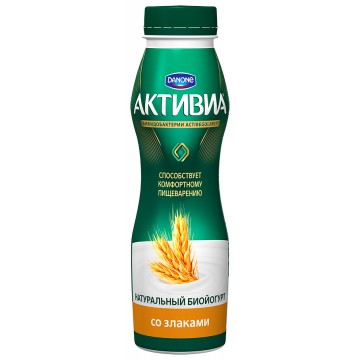 DANONE
АКТИВИА
БИФИДОБАКТЕРИИ ACTIREGULARIS
СПОСОБСТВУЕТ
КОМФОРТНОМУ
ПИЩЕВАРЕНИЮ
НАТУРАЛЬНЫЙ БИОЙОГУРТ
со злаками